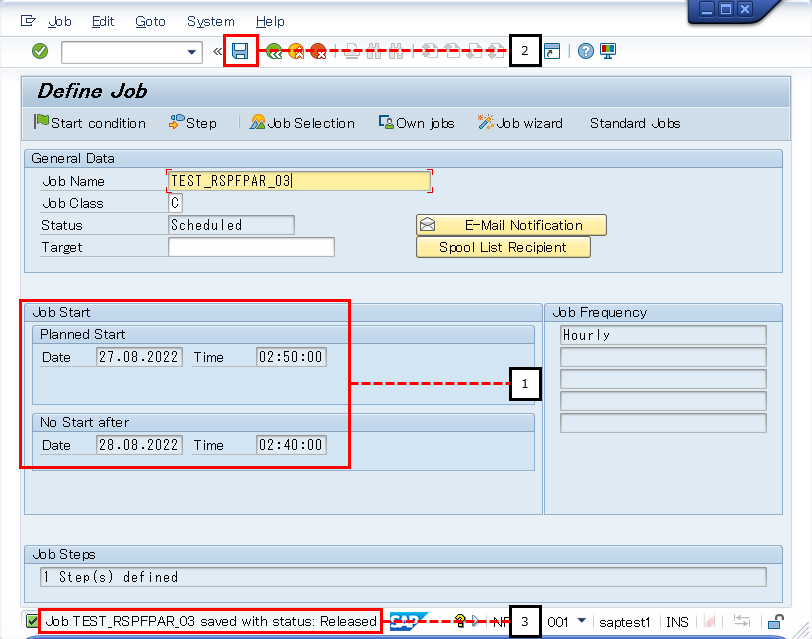 Job Edit Goto System Help
« 2
Define Job
Start condition Step Job Selection Own jobs Job wizard Standard Jobs
General Data
Job Name TEST_RSPFPAR_03
Job Class C
Status Scheduled E-Mail Notification
Target Spool List Recipient
Job Start Job Frequency
Planned Start Hourly
Date 27.08.2022 Time 02:50:00
1
No Start after
Date 28.08.2022 Time 02:40:00
Job Steps
1 Step(s) defined
Job TEST_RSPFPAR_03 saved with status: Released SAP 3 001 saptest1 INS